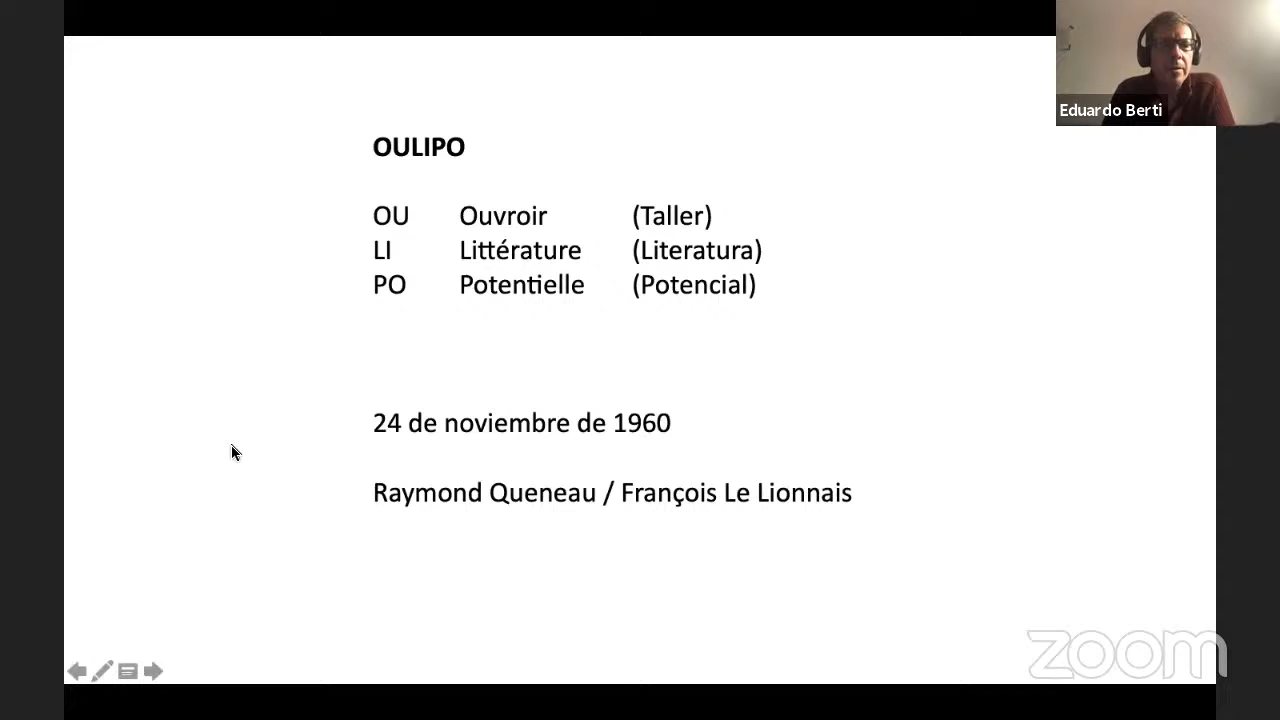 Eduardo Berti
OULIPO
OU Ouvroir (Taller)
LI Littérature (Literatura)
PO Potentielle (Potencial)
24 de noviembre de 1960
Raymond Queneau / François Le Lionnais
zoom